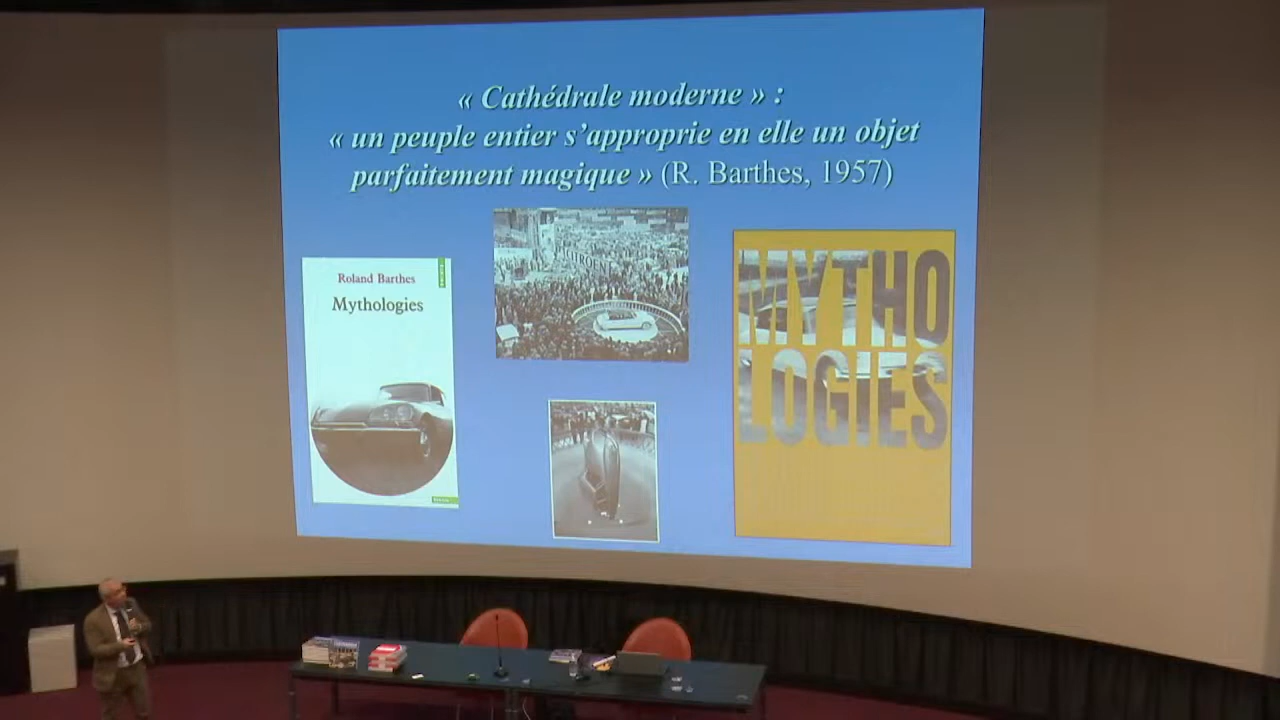 « Cathédrale moderne » :
« un peuple entier s’approprie en elle un objet
parfaitement magique » (R. Barthes, 1957)
Roland Barthes
Mythologies
CITROEN
MYTHO
LOGIES